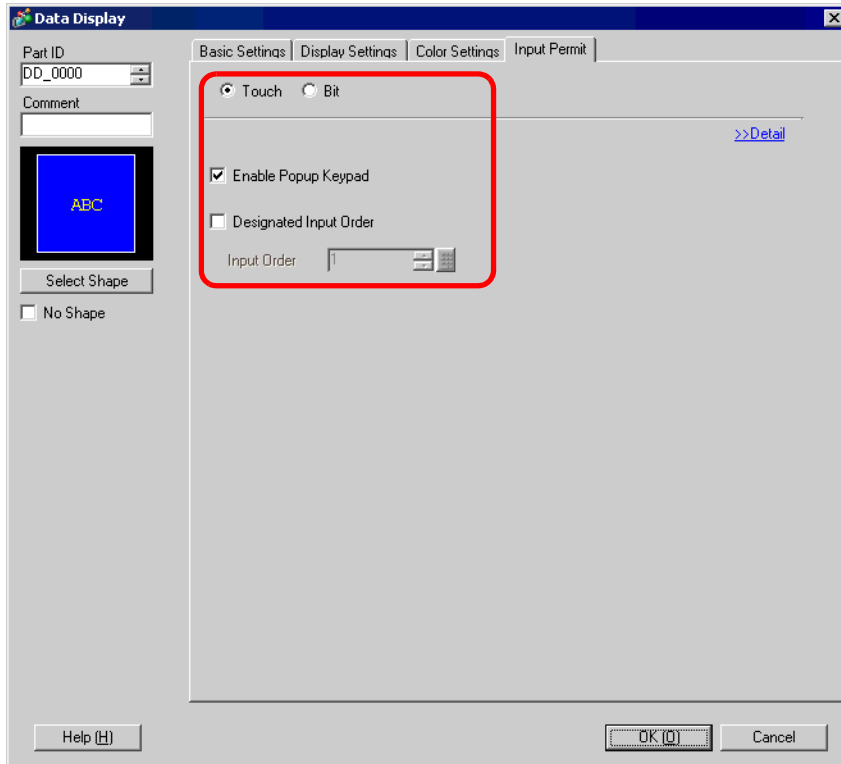 Data Display
Part ID
DD_0000
Comment
ABC
Select Shape
No Shape
Basic Settings Display Settings Color Settings Input Permit
Touch Bit
>>Detail
Enable Popup Keypad
Designated Input Order
Input Order 1
Help (H) OK (O) Cancel